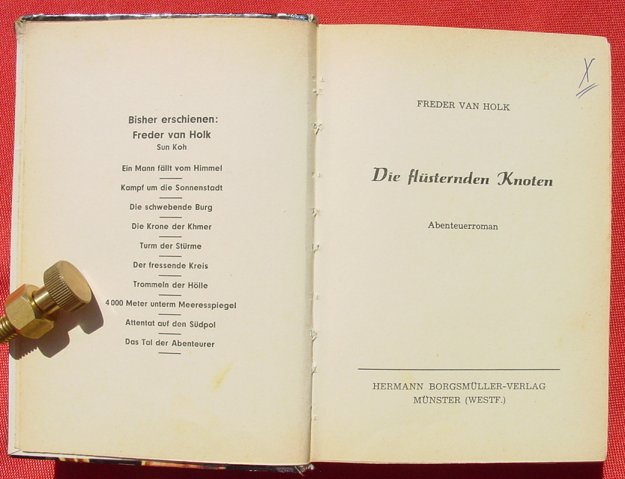 Bisher erschienen:
Freder van Holk
Sun Koh
Ein Mann fällt vom Himmel
Kampf um die Sonnenstadt
Die schwebende Burg
Die Krone der Khmer
Turm der Stürme
Der fressende Kreis
Trommeln der Hölle
4000 Meter unterm Meeresspiegel
Attentat auf den Südpol
Das Tal der Abenteurer
X
FREDER VAN HOLK
Die flüsternden Knoten
Abenteuerroman
HERMANN BORGSMÜLLER-VERLAG
MÜNSTER (WESTF.)